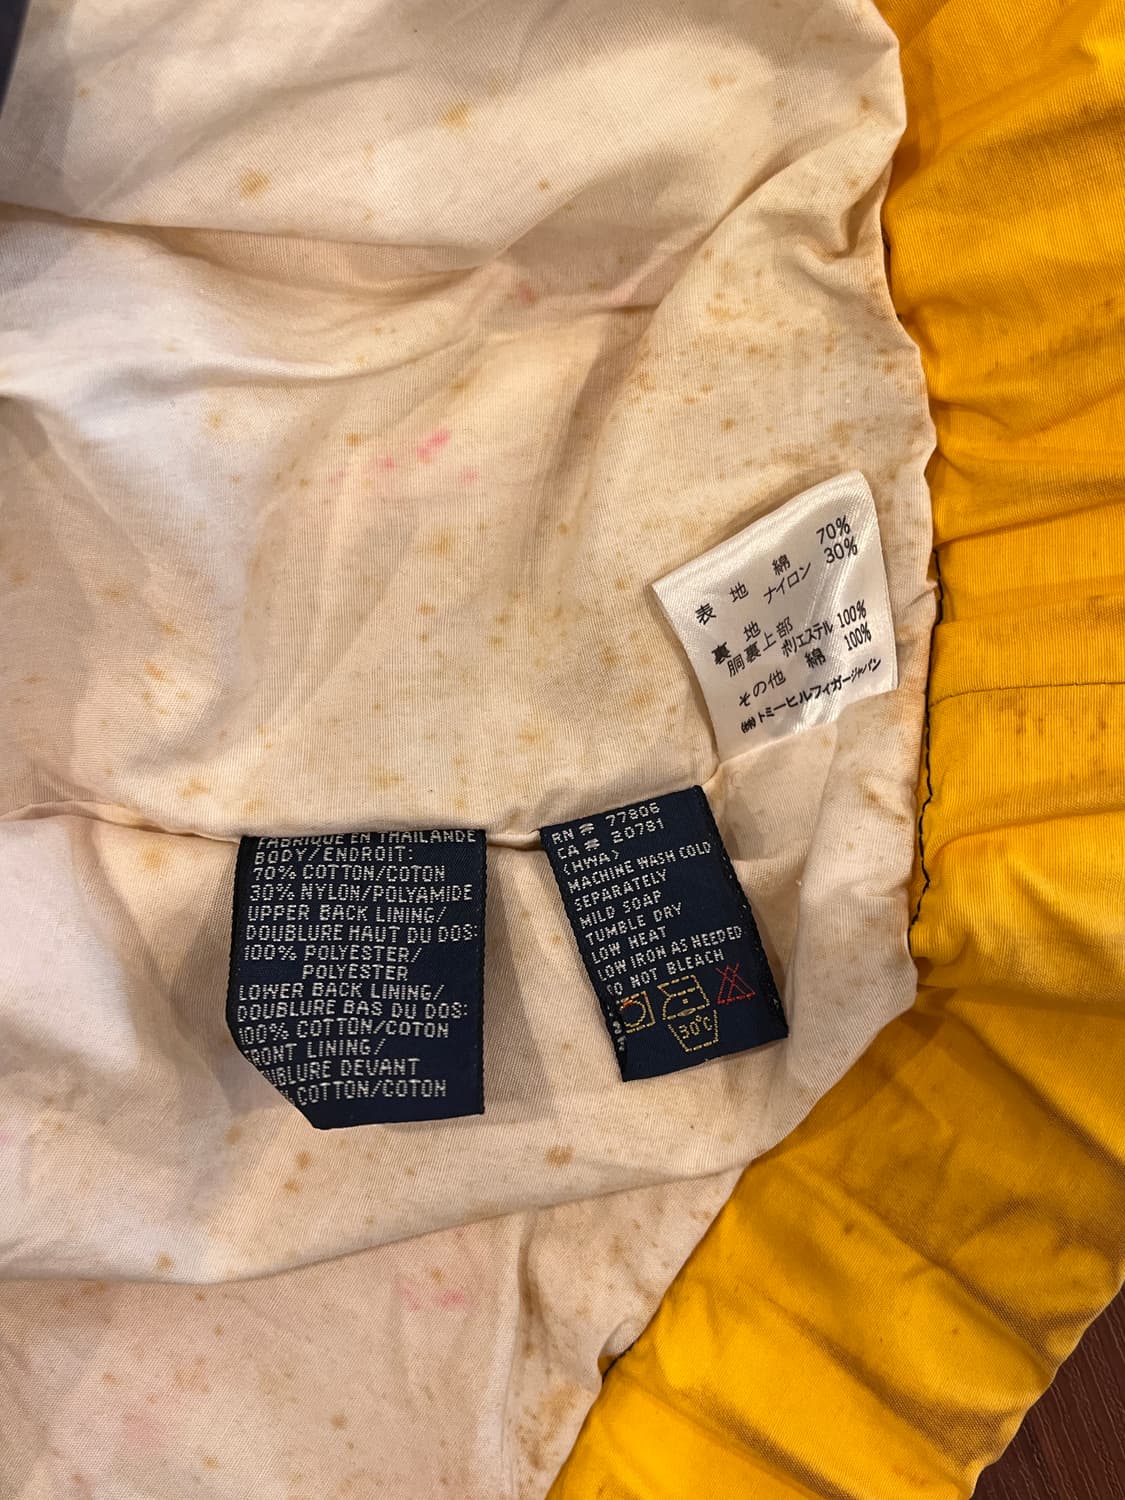 表 地 綿 70%
ナイロン 30%
裏 地
胴裏上部 ポリエステル 100%
その他 綿 100%
㈱トミーヒルフィガージャパン
FABRIQUE EN THAILANDE
BODY/ENDROIT:
70% COTTON/COTON
30% NYLON/POLYAMIDE
UPPER BACK LINING/
DOUBLURE HAUT DU DOS:
100% POLYESTER/
POLYESTER
LOWER BACK LINING/
DOUBLURE BAS DU DOS:
100% COTTON/COTON
RONT LINING/
UBLURE DEVANT
% COTTON/COTON
RN # 77806
CA # 20781
<HWA>
MACHINE WASH COLD
SEPARATELY
MILD SOAP
TUMBLE DRY
LOW HEAT
LOW IRON AS NEEDED
DO NOT BLEACH
30°C